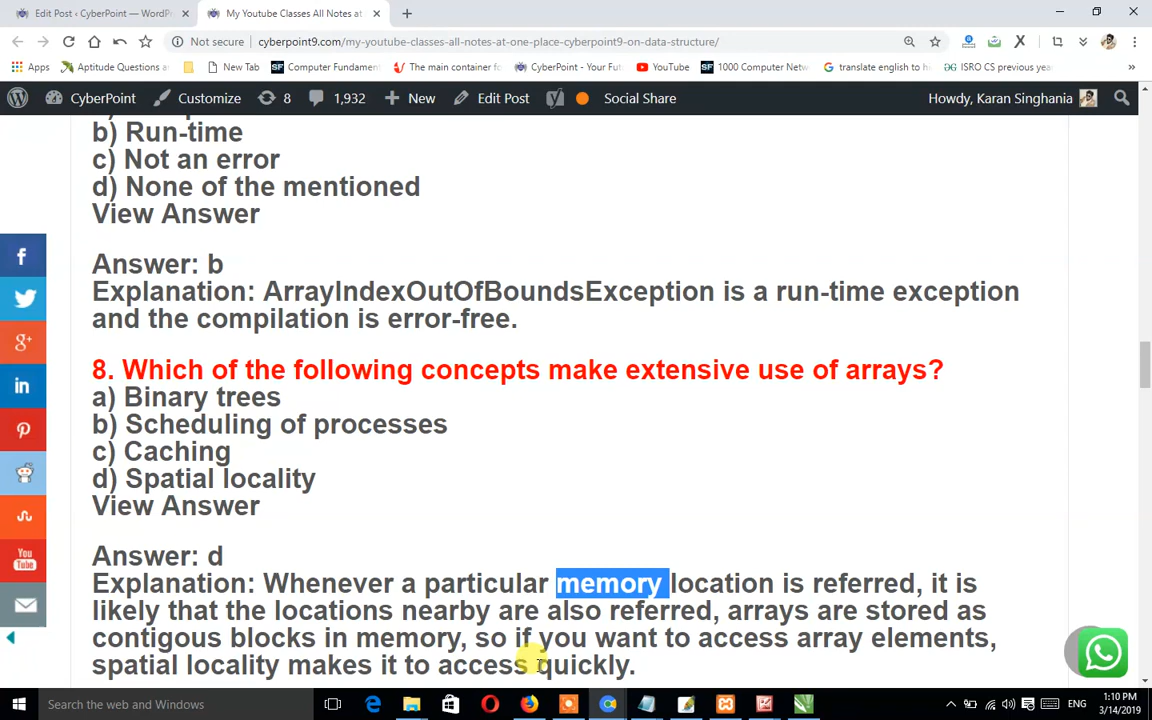 Edit Post ‹ CyberPoint — WordPr
My Youtube Classes All Notes at
Not secure
cyberpoint9.com/my-youtube-classes-all-notes-at-one-place-cyberpoint9-on-data-structure/
Apps
Aptitude Questions a
New Tab
Computer Fundament
The main container fo
CyberPoint - Your Fut
YouTube
1000 Computer Netw
translate english to h
ISRO CS previous yea
CyberPoint
Customize
8
1,932
New
Edit Post
Social Share
Howdy, Karan Singhania
b) Run-time
c) Not an error
d) None of the mentioned
View Answer
Answer: b
Explanation: ArrayIndexOutOfBoundsException is a run-time exception
and the compilation is error-free.
8. Which of the following concepts make extensive use of arrays?
a) Binary trees
b) Scheduling of processes
c) Caching
d) Spatial locality
View Answer
Answer: d
Explanation: Whenever a particular memory location is referred, it is
likely that the locations nearby are also referred, arrays are stored as
contigous blocks in memory, so if you want to access array elements,
spatial locality makes it to access quickly.
Search the web and Windows
ENG
1:10 PM
3/14/2019